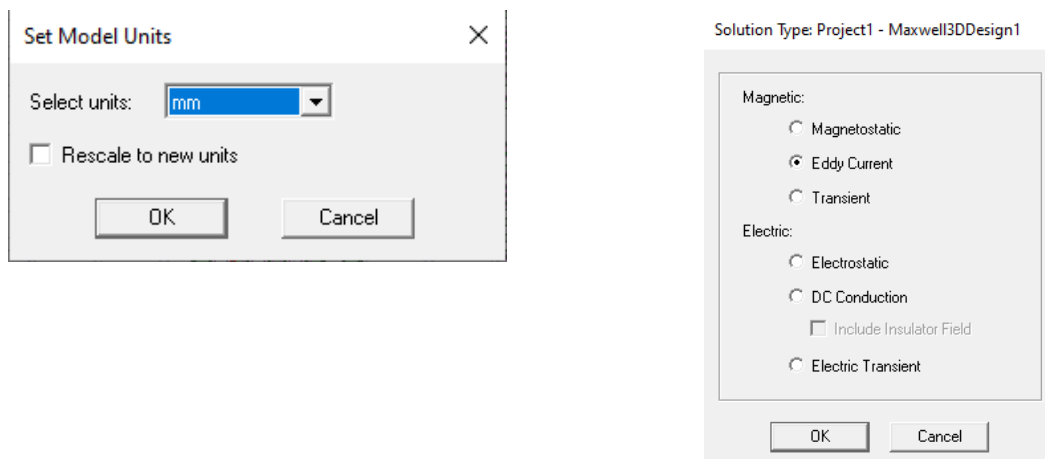 Set Model Units
Select units: mm
Rescale to new units
OK Cancel
Solution Type: Project1 - Maxwell3DDesign1
Magnetic:
Magnetostatic
Eddy Current
Transient
Electric:
Electrostatic
DC Conduction
Include Insulator Field
Electric Transient
OK Cancel